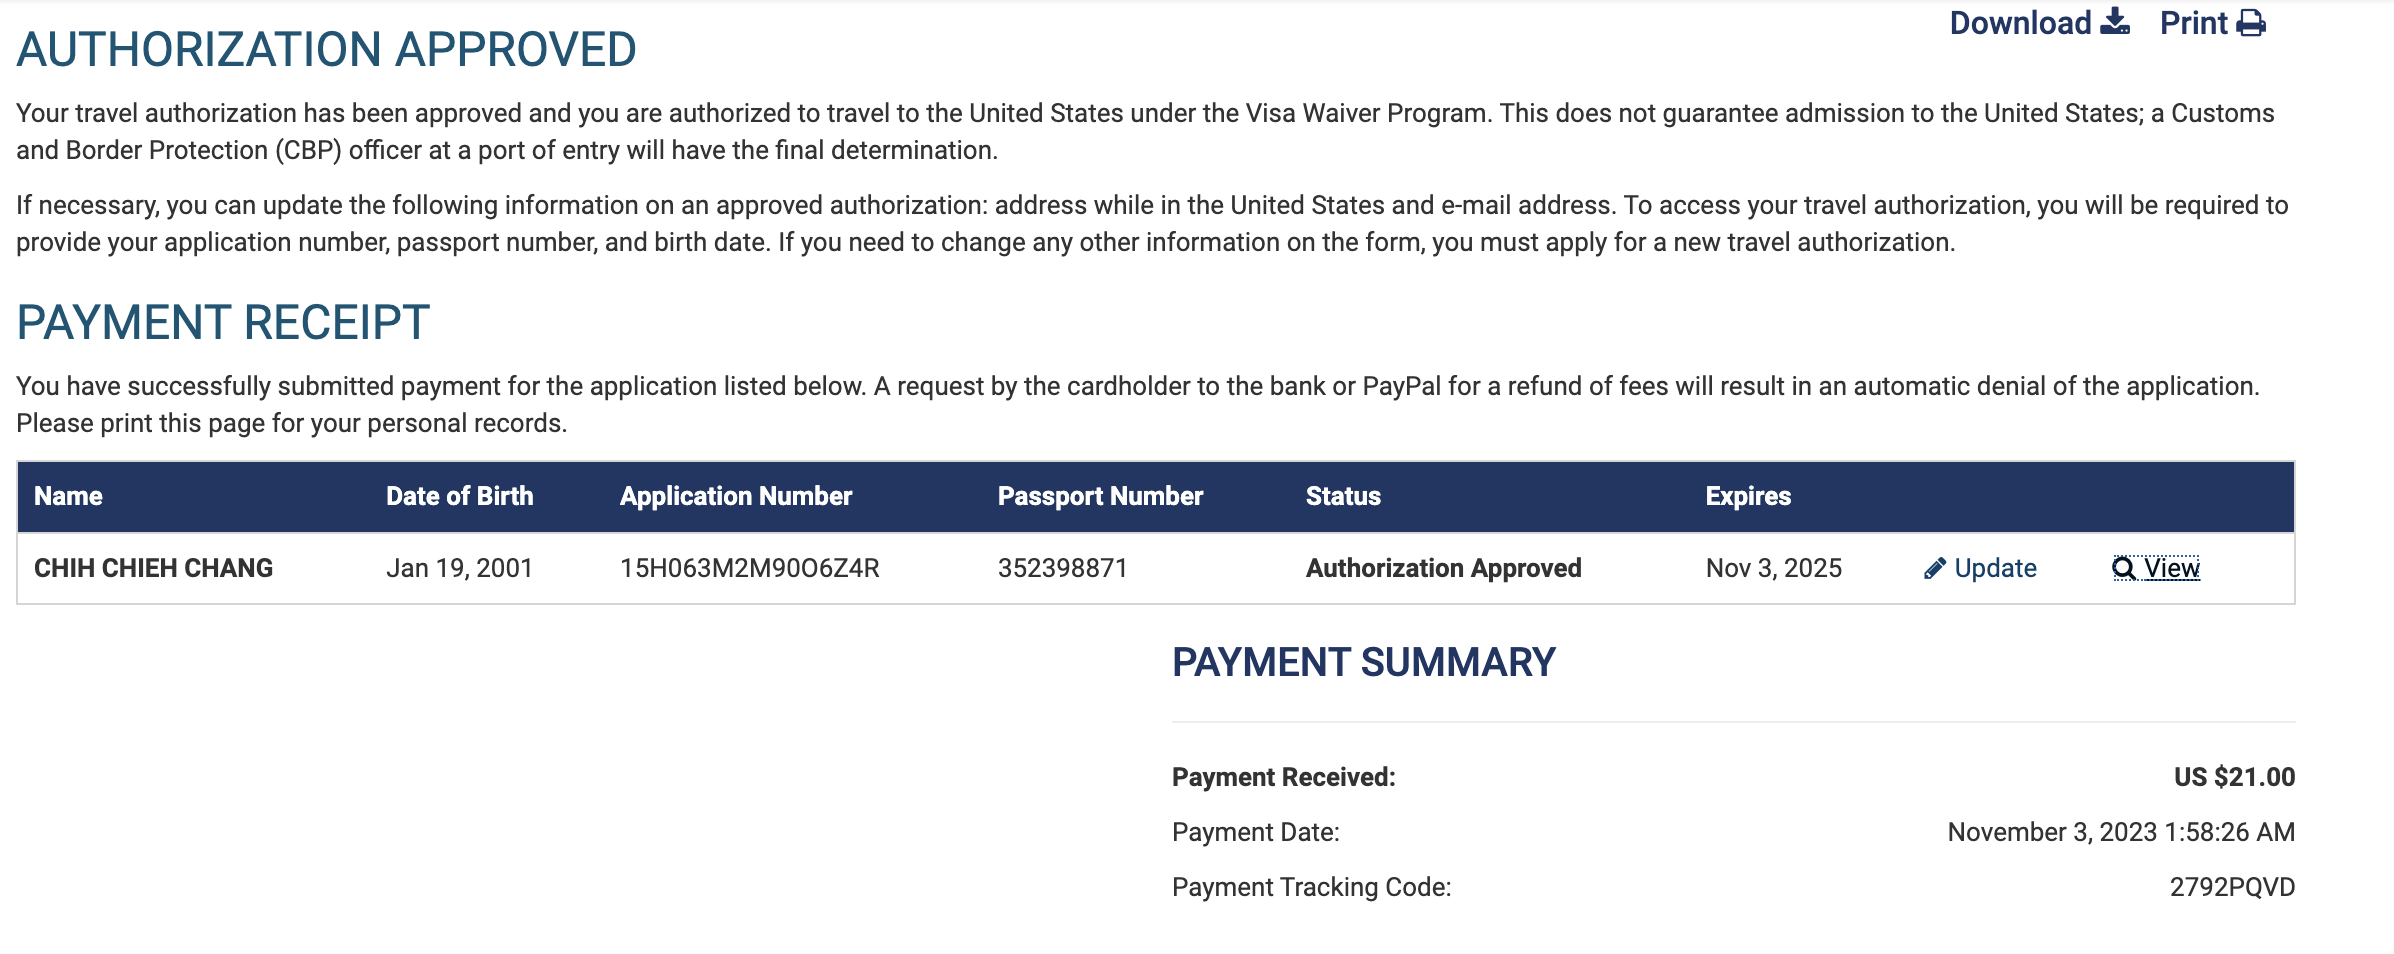 Download Print
AUTHORIZATION APPROVED
Your travel authorization has been approved and you are authorized to travel to the United States under the Visa Waiver Program. This does not guarantee admission to the United States; a Customs
and Border Protection (CBP) officer at a port of entry will have the final determination.
If necessary, you can update the following information on an approved authorization: address while in the United States and e-mail address. To access your travel authorization, you will be required to
provide your application number, passport number, and birth date. If you need to change any other information on the form, you must apply for a new travel authorization.
PAYMENT RECEIPT
You have successfully submitted payment for the application listed below. A request by the cardholder to the bank or PayPal for a refund of fees will result in an automatic denial of the application.
Please print this page for your personal records.
Name Date of Birth Application Number Passport Number Status Expires
CHIH CHIEH CHANG Jan 19, 2001 15H063M2M90O6Z4R 352398871 Authorization Approved Nov 3, 2025 Update View
PAYMENT SUMMARY
Payment Received: US $21.00
Payment Date: November 3, 2023 1:58:26 AM
Payment Tracking Code: 2792PQVD